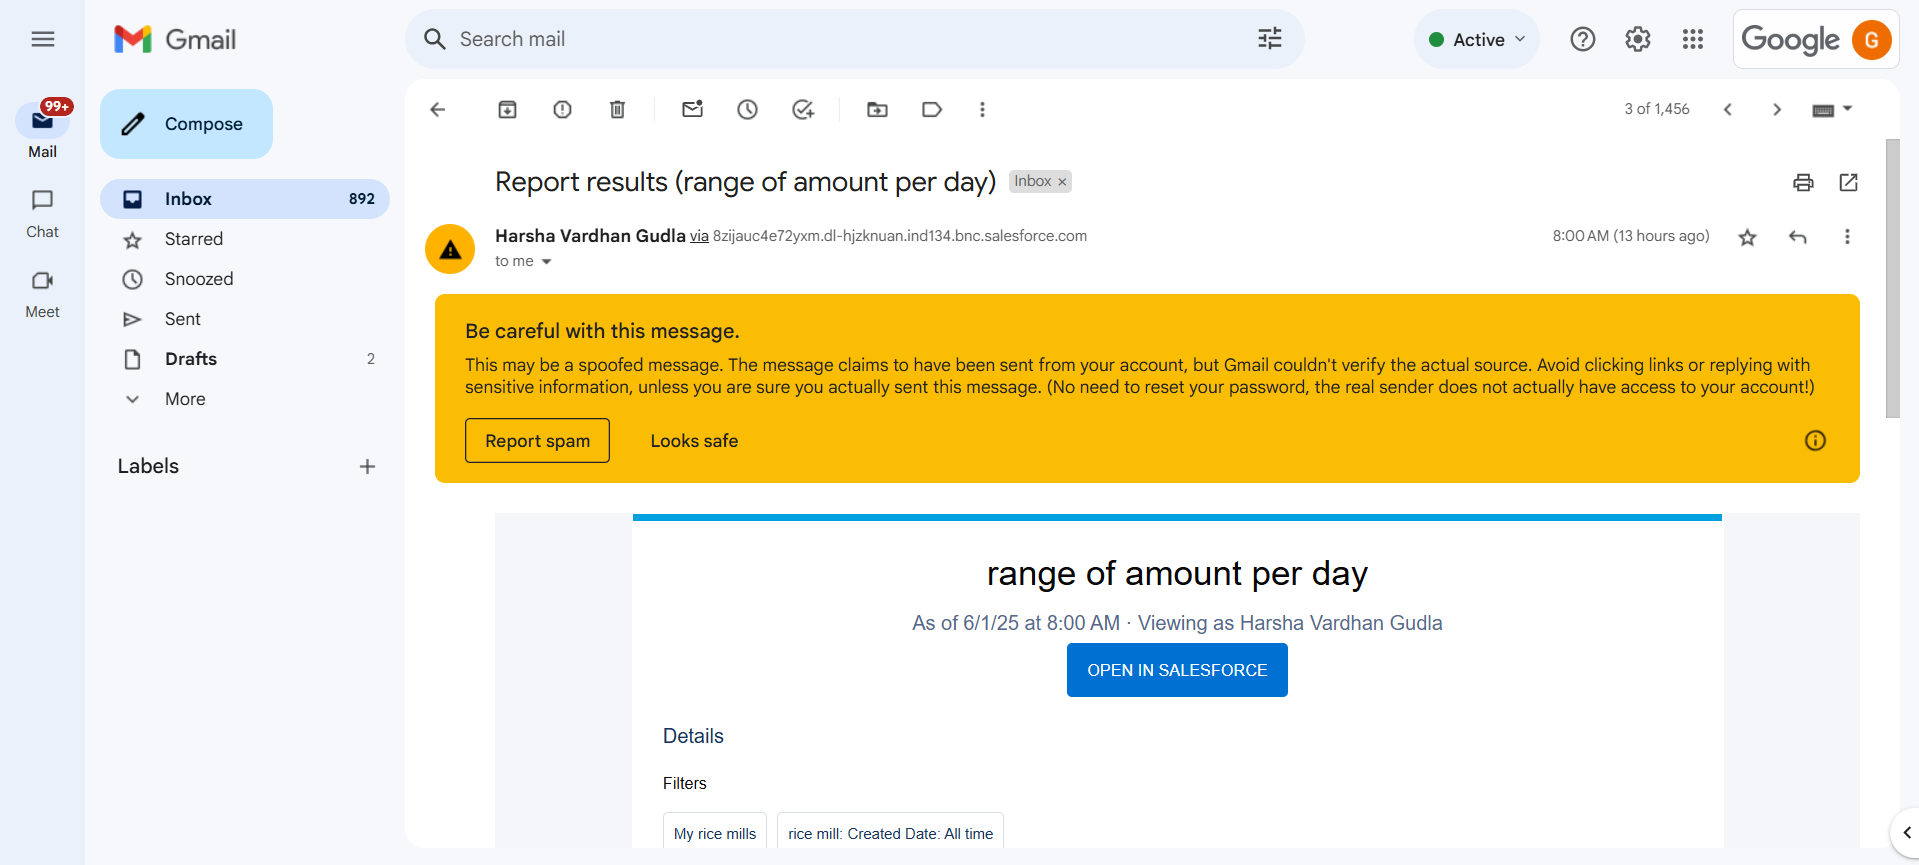 Gmail
Search mail
Active
Google
G
99+
Mail
Compose
3 of 1,456
Inbox 892
Report results (range of amount per day) Inbox ×
Chat
Starred
Harsha Vardhan Gudla via 8zijauc4e72yxm.dl-hjzknuan.ind134.bnc.salesforce.com
8:00 AM (13 hours ago)
to me
Snoozed
Meet
Sent
Drafts 2
More
Labels
Be careful with this message.
This may be a spoofed message. The message claims to have been sent from your account, but Gmail couldn't verify the actual source. Avoid clicking links or replying with
sensitive information, unless you are sure you actually sent this message. (No need to reset your password, the real sender does not actually have access to your account!)
Report spam Looks safe
range of amount per day
As of 6/1/25 at 8:00 AM · Viewing as Harsha Vardhan Gudla
OPEN IN SALESFORCE
Details
Filters
My rice mills rice mill: Created Date: All time